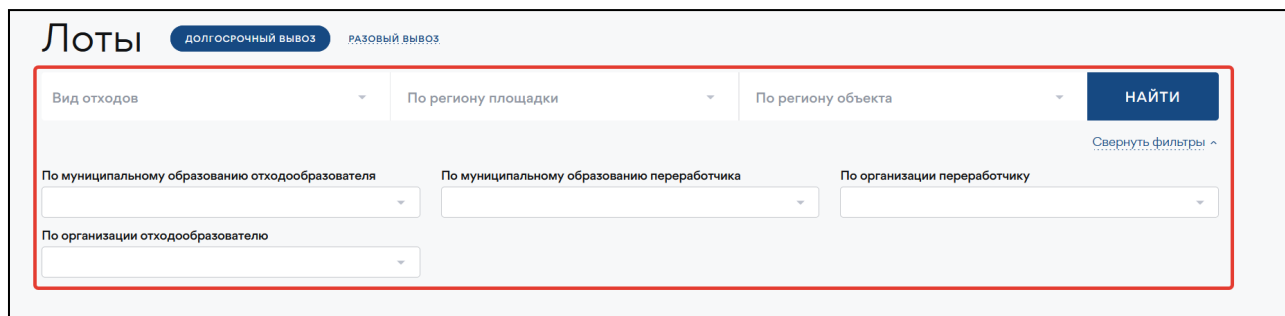 Лоты ДОЛГОСРОЧНЫЙ ВЫВОЗ РАЗОВЫЙ ВЫВОЗ
Вид отходов По региону площадки По региону объекта НАЙТИ
Свернуть фильтры
По муниципальному образованию отходообразователя По муниципальному образованию переработчика По организации переработчику
По организации отходообразователю